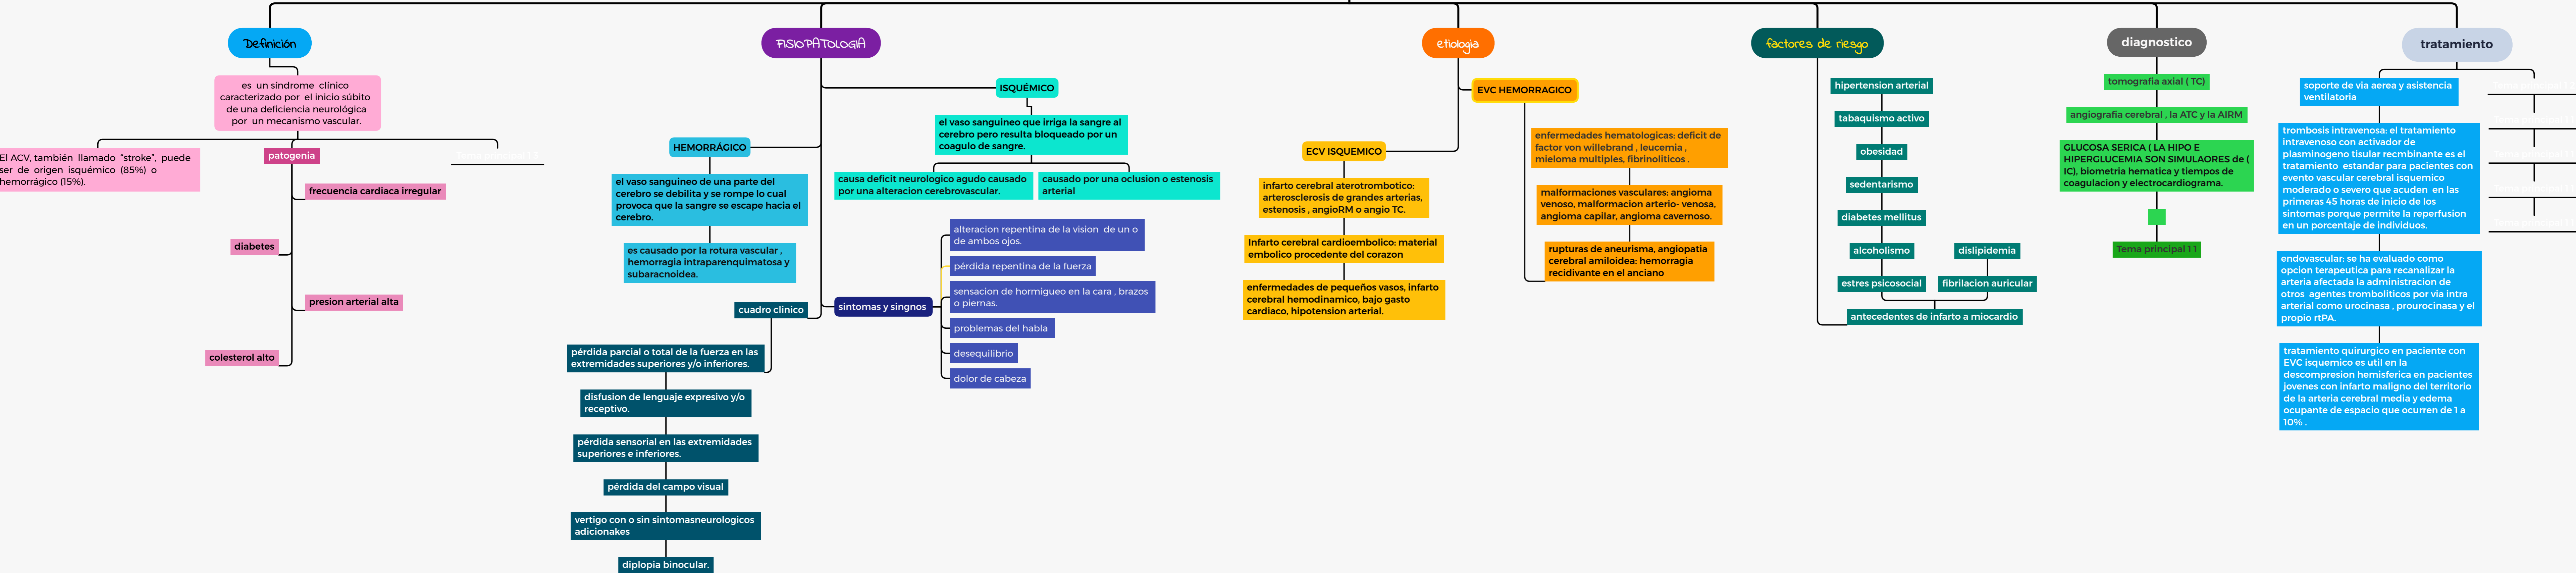 Definición
es un síndrome clínico
caracterizado por el inicio súbito
de una deficiencia neurológica
por un mecanismo vascular.
El ACV, también llamado "stroke", puede
ser de origen isquémico (85%) o
hemorrágico (15%).
patogenia
frecuencia cardiaca irregular
diabetes
presion arterial alta
colesterol alto
FISIOPATOLOGIA
ISQUÉMICO
el vaso sanguineo que irriga la sangre al
cerebro pero resulta bloqueado por un
coagulo de sangre.
causa deficit neurologico agudo causado
por una alteracion cerebrovascular.
causado por una oclusion o estenosis
arterial
HEMORRÁGICO
el vaso sanguineo de una parte del
cerebro se debilita y se rompe lo cual
provoca que la sangre se escape hacia el
cerebro.
es causado por la rotura vascular ,
hemorragia intraparenquimatosa y
subaracnoidea.
sintomas y singnos
alteracion repentina de la vision de un o
de ambos ojos.
pérdida repentina de la fuerza
sensacion de hormigueo en la cara , brazos
o piernas.
problemas del habla
desequilibrio
dolor de cabeza
cuadro clinico
pérdida parcial o total de la fuerza en las
extremidades superiores y/o inferiores.
disfusion de lenguaje expresivo y/o
receptivo.
pérdida sensorial en las extremidades
superiores e inferiores.
pérdida del campo visual
vertigo con o sin sintomasneurologicos
adicionakes
diplopia binocular.
etiologia
EVC HEMORRAGICO
enfermedades hematologicas: deficit de
factor von willebrand , leucemia ,
mieloma multiples, fibrinoliticos .
malformaciones vasculares: angioma
venoso, malformacion arterio- venosa,
angioma capilar, angioma cavernoso.
rupturas de aneurisma, angiopatia
cerebral amiloidea: hemorragia
recidivante en el anciano
ECV ISQUEMICO
infarto cerebral aterotrombotico:
arterosclerosis de grandes arterias,
estenosis , angioRM o angio TC.
Infarto cerebral cardioembolico: material
embolico procedente del corazon
enfermedades de pequeños vasos, infarto
cerebral hemodinamico, bajo gasto
cardiaco, hipotension arterial.
factores de riesgo
hipertension arterial
tabaquismo activo
obesidad
sedentarismo
diabetes mellitus
alcoholismo
estres psicosocial
dislipidemia
fibrilacion auricular
antecedentes de infarto a miocardio
diagnostico
tomografia axial ( TC)
angiografia cerebral , la ATC y la AIRM
GLUCOSA SERICA ( LA HIPO E
HIPERGLUCEMIA SON SIMULAORES de (
IC), biometria hematica y tiempos de
coagulacion y electrocardiograma.
Tema principal 11
tratamiento
soporte de via aerea y asistencia
ventilatoria
trombosis intravenosa: el tratamiento
intravenoso con activador de
plasminogeno tisular recmbinante es el
tratamiento estandar para pacientes con
evento vascular cerebral isquemico
moderado o severo que acuden en las
primeras 45 horas de inicio de los
sintomas porque permite la reperfusion
en un porcentaje de individuos.
endovascular: se ha evaluado como
opcion terapeutica para recanalizar la
arteria afectada la administracion de
otros agentes tromboliticos por via intra
arterial como urocinasa , prourocinasa y el
propio rtPA.
tratamiento quirurgico en paciente con
EVC isquemico es util en la
descompresion hemisferica en pacientes
jovenes con infarto maligno del territorio
de la arteria cerebral media y edema
ocupante de espacio que ocurren de 1 a
10% .